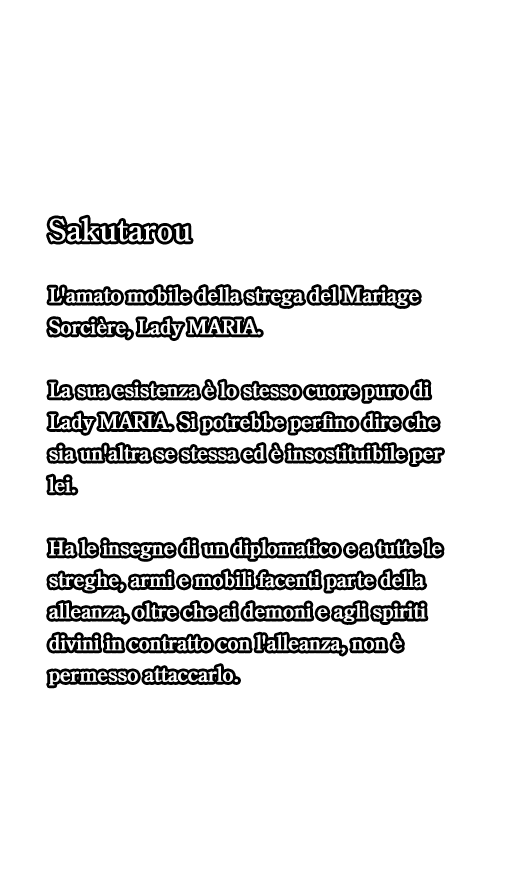 Sakutarou
L'amato mobile della strega del Mariage
Sorcière, Lady MARIA.
La sua esistenza è lo stesso cuore puro di
Lady MARIA. Si potrebbe perfino dire che
sia un'altra se stessa ed è insostituibile per
lei.
Ha le insegne di un diplomatico e a tutte le
streghe, armi e mobili facenti parte della
alleanza, oltre che ai demoni e agli spiriti
divini in contratto con l'alleanza, non è
permesso attaccarlo.